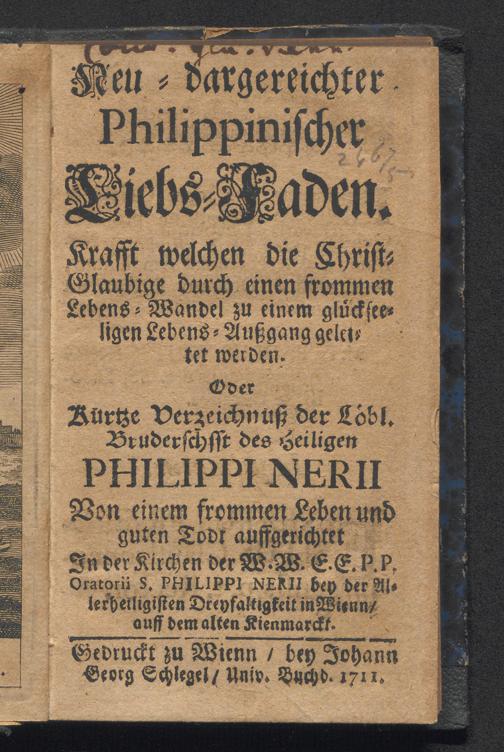 Neu-dargereichter
Philippinischer
2667
Liebs-Faden.
Krafft welchen die Christ-
Glaubige durch einen frommen
Lebens-Wandel zu einem glücksee-
ligen Lebens-Außgang gelei-
tet werden.
Oder
Kurtze Verzeichnuß der Löbl.
Bruderschsst des Heiligen
PHILIPPI NERII
Von einem frommen Leben und
guten Todt auffgerichtet
In der Kirchen der W.W. E.E. P.P.
Oratorii S. PHILIPPI NERII bey der Al-
lerheiligisten Dreyfaltigkeit in Wienn/
auff dem alten Kienmarckt.
Gedruckt zu Wienn / bey Johann
Georg Schlegel / Univ. Buchd. 1711.